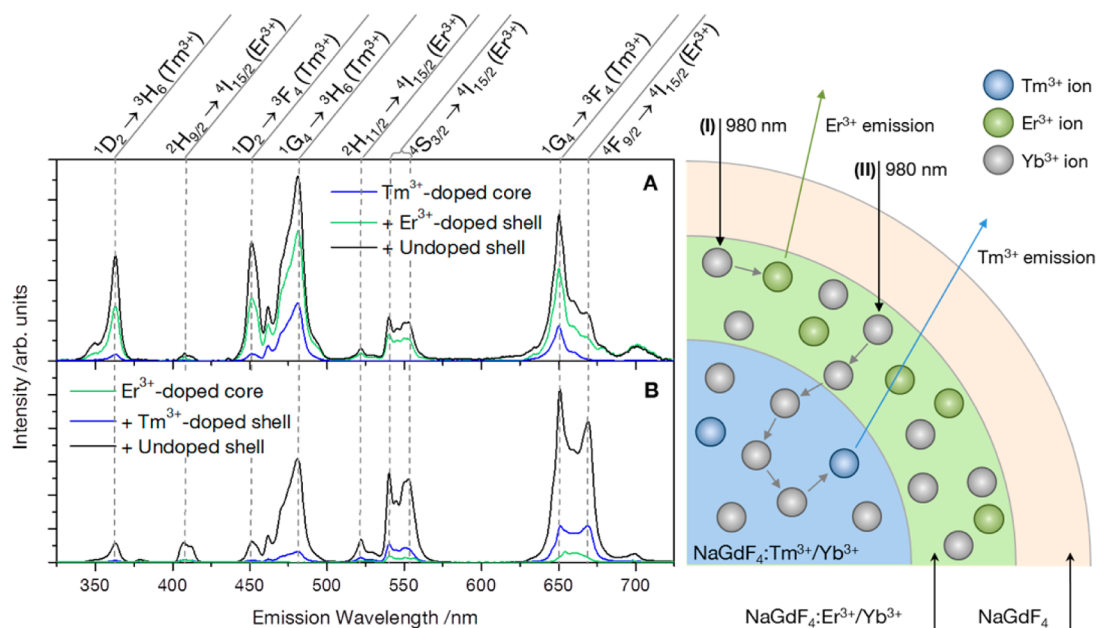 ¹D₂ → ³H₆ (Tm³⁺)
²H₉/₂ → ⁴I₁₅/₂ (Er³⁺)
¹D₂ → ³F₄ (Tm³⁺)
¹G₄ → ³H₆ (Tm³⁺)
²H₁₁/₂ → ⁴I₁₅/₂ (Er³⁺)
⁴S₃/₂ → ⁴I₁₅/₂ (Er³⁺)
¹G₄ → ³F₄ (Tm³⁺)
⁴F₉/₂ → ⁴I₁₅/₂ (Er³⁺)
A
Tm³⁺-doped core
+ Er³⁺-doped shell
+ Undoped shell
B
Er³⁺-doped core
+ Tm³⁺-doped shell
+ Undoped shell
Intensity /arb. units
350 400 450 500 550 600 650 700
Emission Wavelength /nm
Tm³⁺ ion
Er³⁺ ion
Yb³⁺ ion
(I) 980 nm
Er³⁺ emission
(II) 980 nm
Tm³⁺ emission
NaGdF₄:Tm³⁺/Yb³⁺
NaGdF₄:Er³⁺/Yb³⁺
NaGdF₄